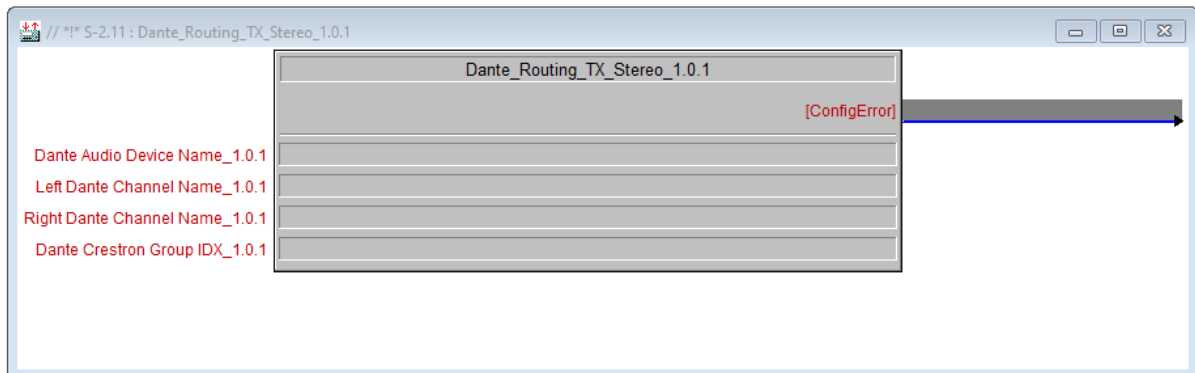 // *!* S-2.11 : Dante_Routing_TX_Stereo_1.0.1
Dante_Routing_TX_Stereo_1.0.1
[ConfigError]
Dante Audio Device Name_1.0.1
Left Dante Channel Name_1.0.1
Right Dante Channel Name_1.0.1
Dante Crestron Group IDX_1.0.1